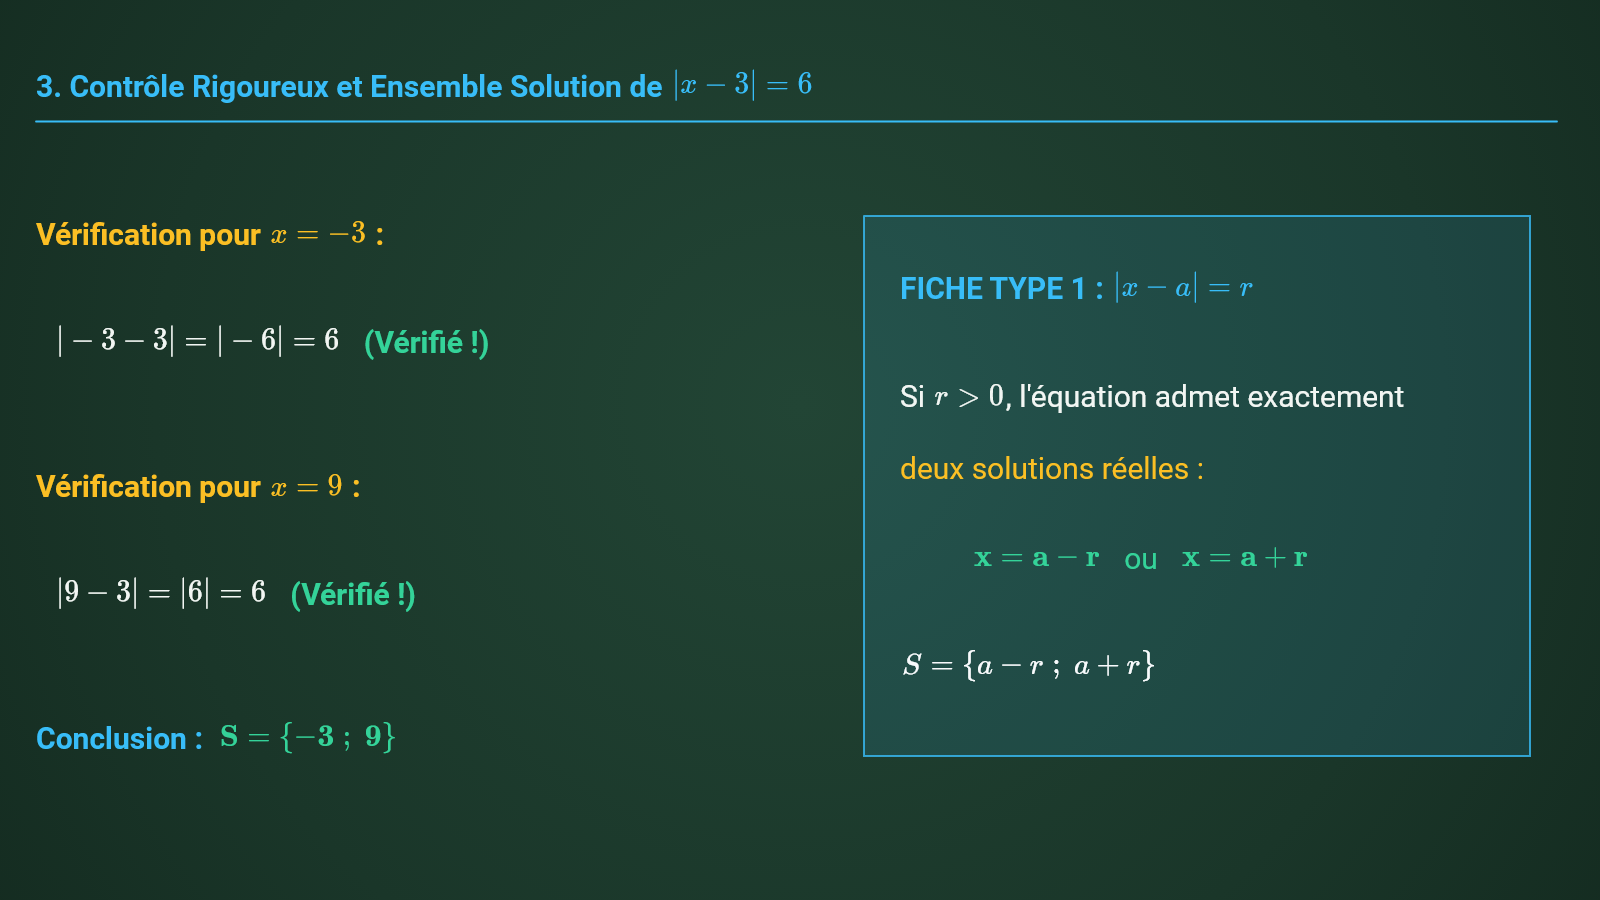 3. Contrôle Rigoureux et Ensemble Solution de |x − 3| = 6
Vérification pour x = −3 :
| − 3 − 3| = | − 6| = 6 (Vérifié !)
Vérification pour x = 9 :
|9 − 3| = |6| = 6 (Vérifié !)
Conclusion : S = {−3 ; 9}
FICHE TYPE 1 : |x − a| = r
Si r > 0, l'équation admet exactement
deux solutions réelles :
x = a − r ou x = a + r
S = {a − r ; a + r}